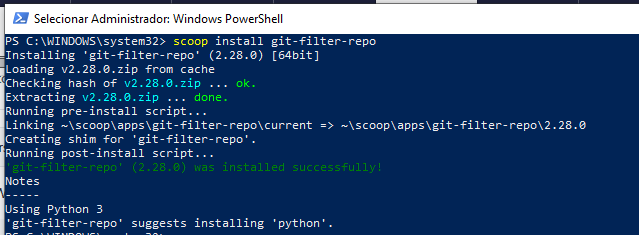 Selecionar Administrador: Windows PowerShell
PS C:\WINDOWS\system32> scoop install git-filter-repo
Installing 'git-filter-repo' (2.28.0) [64bit]
Loading v2.28.0.zip from cache
Checking hash of v2.28.0.zip ... ok.
Extracting v2.28.0.zip ... done.
Running pre-install script...
Linking ~\scoop\apps\git-filter-repo\current => ~\scoop\apps\git-filter-repo\2.28.0
Creating shim for 'git-filter-repo'.
Running post-install script...
'git-filter-repo' (2.28.0) was installed successfully!
Notes
-----
Using Python 3
'git-filter-repo' suggests installing 'python'.
PS C:\WINDOWS\system32>